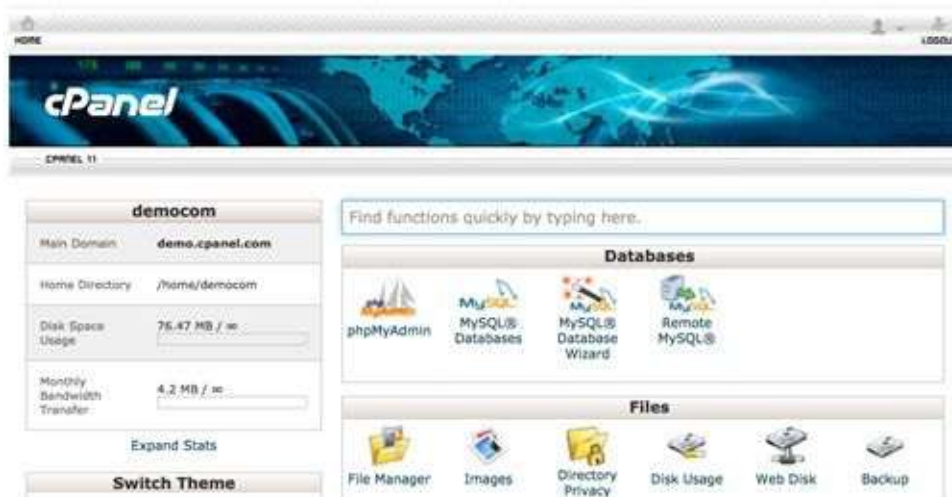 HOME
LOGOU
cPanel
CPANEL 11
democom
Main Domain demo.cpanel.com
Home Directory /home/democom
Disk Space
Usage
76.47 MB / ∞
Monthly
Bandwidth
Transfer
4.2 MB / ∞
Expand Stats
Switch Theme
Find functions quickly by typing here.
Databases
phpMyAdmin
MySQL®
Databases
MySQL®
Database
Wizard
Remote
MySQL®
Files
File Manager
Images
Directory
Privacy
Disk Usage
Web Disk
Backup